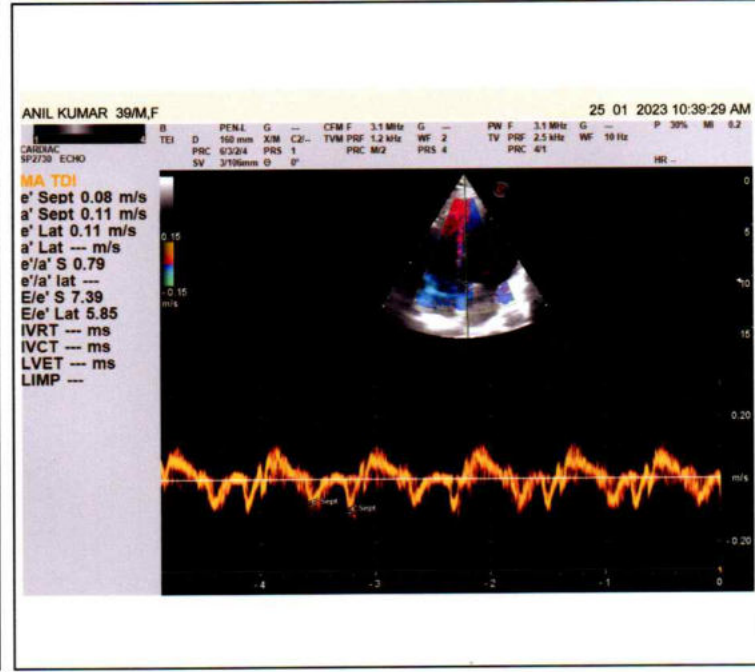 ANIL KUMAR 39/M,F
25 01 2023 10:39:29 AM
B PEN-L G --- CFM F 3.1 MHz G --- PW F 3.1 MHz G --- P 30% MI 0.2
TEI D 160 mm X/M C2/-- TVM PRF 1.2 kHz WF 2 TV PRF 2.5 kHz WF 10 Hz
PRC 6/3/2/4 PRS 1 PRC M/2 PRS 4 PRC 4/1
SV 3/106mm Θ 0° HR --
CARDIAC
SP2730 ECHO
MA TDI
e' Sept 0.08 m/s
a' Sept 0.11 m/s
e' Lat 0.11 m/s
a' Lat --- m/s
e'/a' S 0.79
e'/a' lat ---
E/e' S 7.39
E/e' Lat 5.85
IVRT --- ms
IVCT --- ms
LVET --- ms
LIMP ---
0.15
-0.15
m/s
0
5
10
15
0.20
m/s
-0.20
Sept
Sept
-4
-3
-2
-1
0